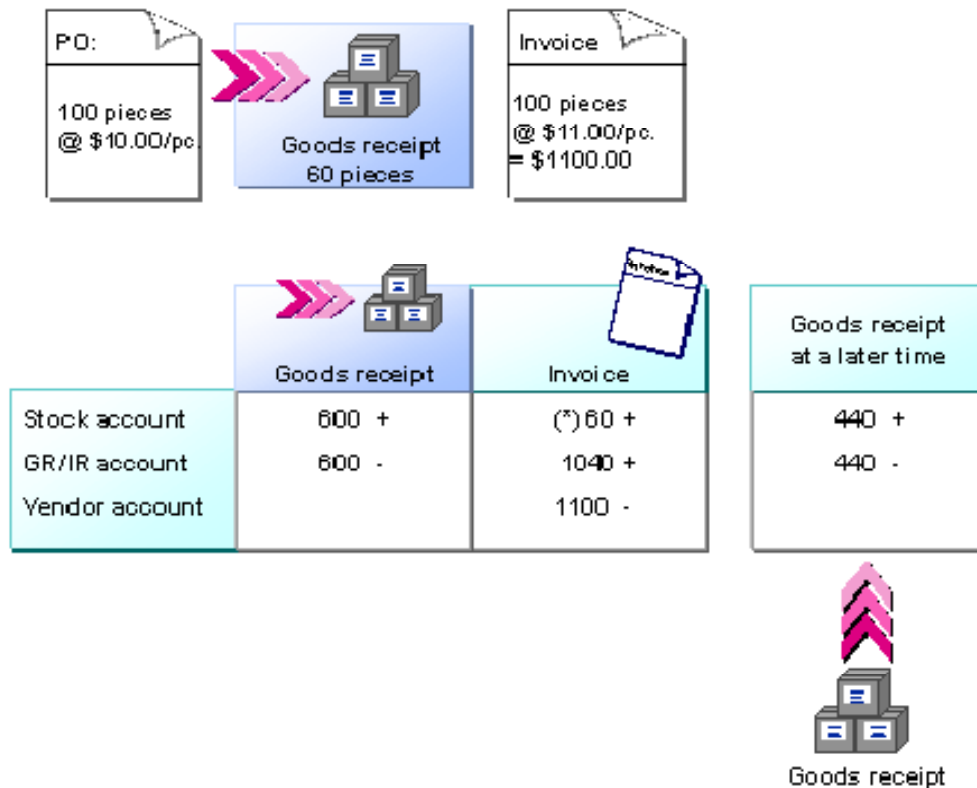 PO:
100 pieces
@ $10.00/pc.
Goods receipt
60 pieces
Invoice
100 pieces
@ $11.00/pc.
= $1100.00
Invoice
Goods receipt
Invoice
Goods receipt
at a later time
Stock account
600 +
(*) 60 +
440 +
GR/IR account
600 -
1040 +
440 -
Vendor account
1100 -
Goods receipt